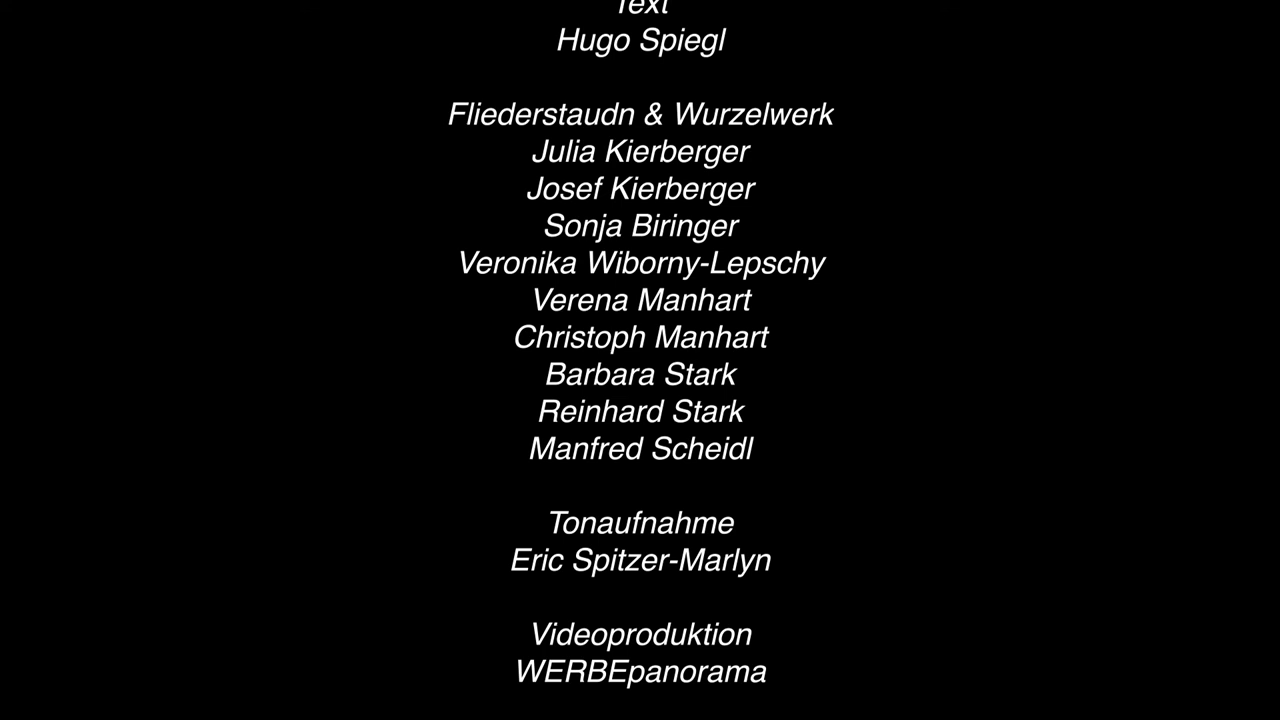 Text
Hugo Spiegl
Fliederstaudn & Wurzelwerk
Julia Kierberger
Josef Kierberger
Sonja Biringer
Veronika Wiborny-Lepschy
Verena Manhart
Christoph Manhart
Barbara Stark
Reinhard Stark
Manfred Scheidl
Tonaufnahme
Eric Spitzer-Marlyn
Videoproduktion
WERBEpanorama